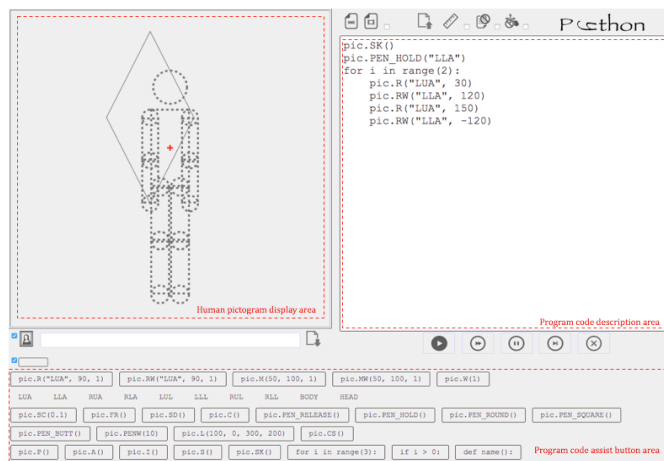 Python
pic.SK()
pic.PEN_HOLD("LLA")
for i in range(2):
pic.R("LUA", 30)
pic.RW("LLA", 120)
pic.R("LUA", 150)
pic.RW("LLA", -120)
Human pictogram display area
Program code description area
pic.R("LUA", 90, 1) pic.RW("LUA", 90, 1) pic.M(50, 100, 1) pic.MW(50, 100, 1) pic.W(1)
LUA LLA RUA RLA LUL LLL RUL RLL BODY HEAD
pic.SC(0.1) pic.FR() pic.SD() pic.C() pic.PEN_RELEASE() pic.PEN_HOLD() pic.PEN_ROUND() pic.PEN_SQUARE()
pic.PEN_BUTT() pic.PENW(10) pic.L(100, 0, 300, 200) pic.CS()
pic.P() pic.A() pic.I() pic.S() pic.SK() for i in range(3): if i > 0: def name():
Program code assist button area